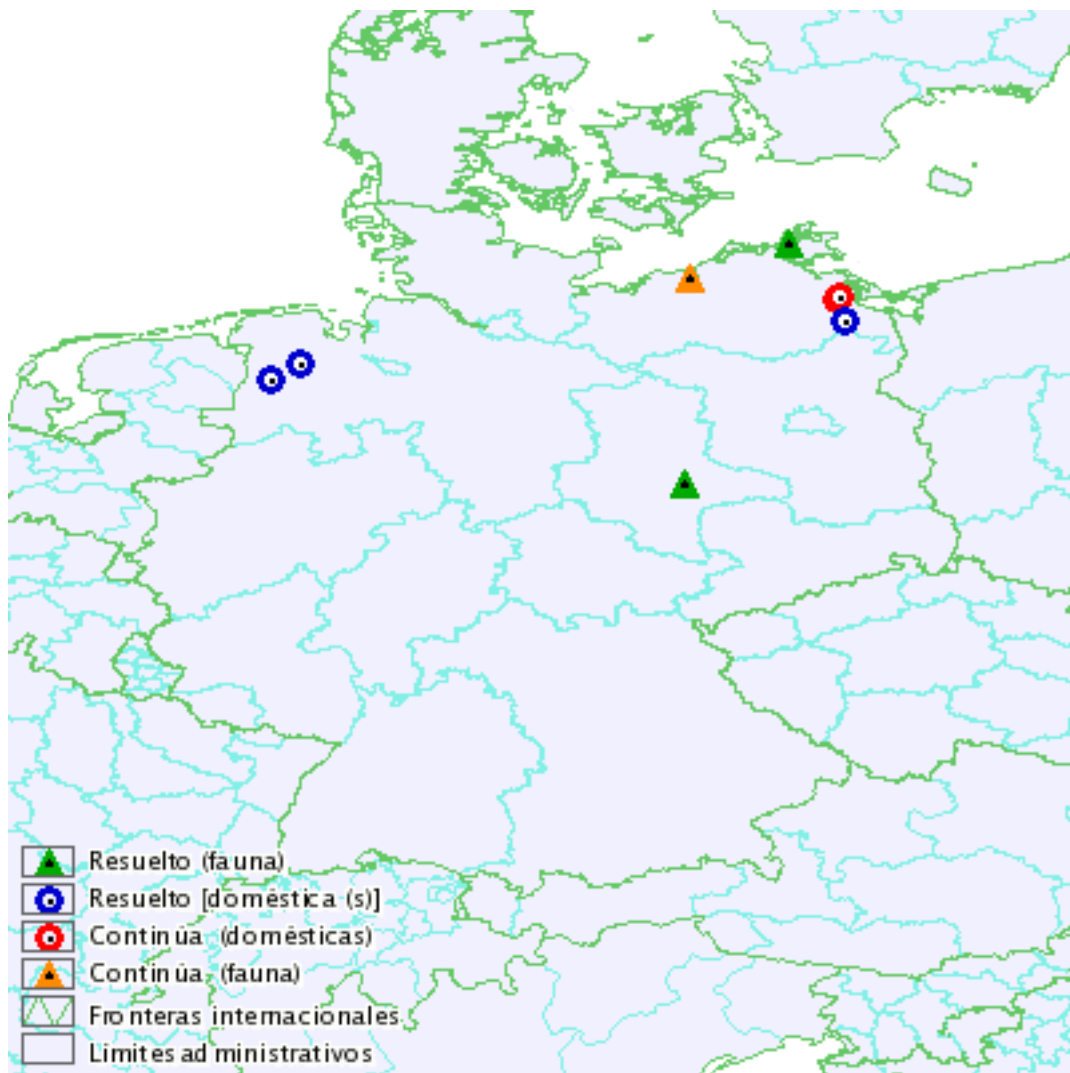 Resuelto (fauna)
Resuelto [doméstica (s)]
Continúa (domésticas)
Continúa (fauna)
Fronteras internacionales
Límites administrativos